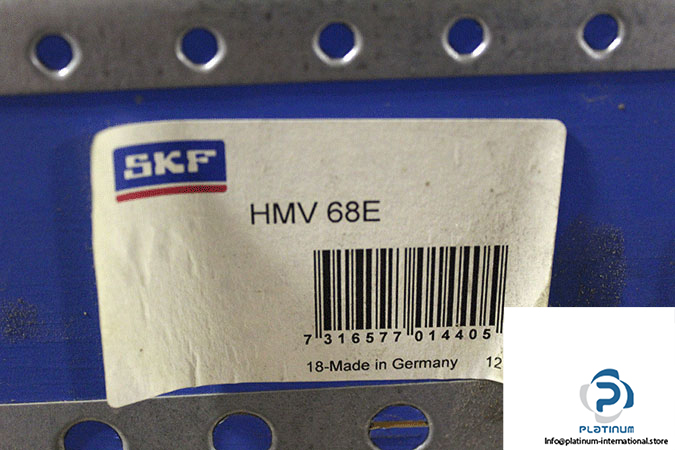 SKF
HMV 68E
7 316577 014405
18-Made in Germany 12
PLATINUM
Info@platinum-international.store